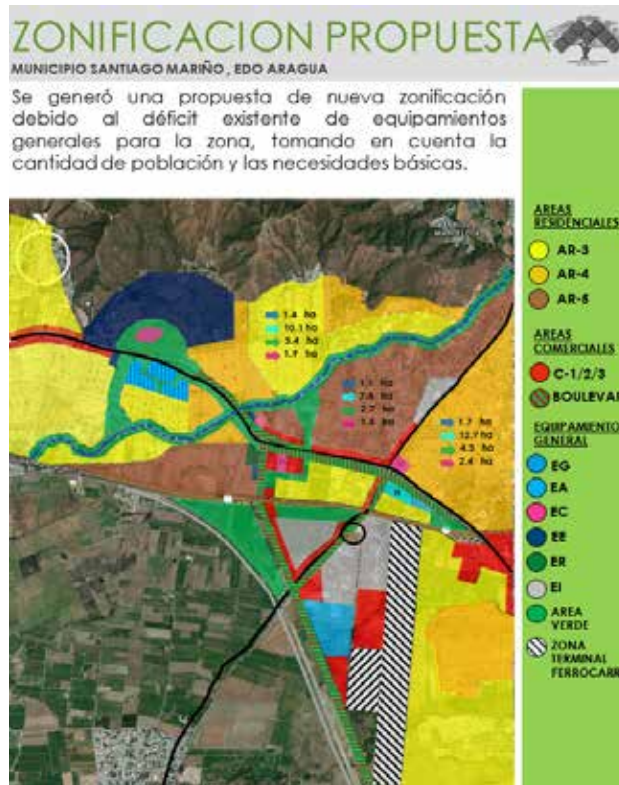 ZONIFICACION PROPUESTA
MUNICIPIO SANTIAGO MARIÑO, EDO ARAGUA
Se generó una propuesta de nueva zonificación
debido al déficit existente de equipamientos
generales para la zona, tomando en cuenta la
cantidad de población y las necesidades básicas.
AREAS
RESIDENCIALES
AR-3
AR-4
AR-5
AREAS
COMERCIALES
C-1/2/3
BOULEVAR
EQUIPAMIENTO
GENERAL
EG
EA
EC
EE
ER
EI
AREA
VERDE
ZONA
TERMINAL
FERROCARR
1.4 ha
10.1 ha
5.4 ha
1.9 ha
1.1 ha
7.6 ha
2.7 ha
1.7 ha
12.7 ha
4.5 ha
2.4 ha